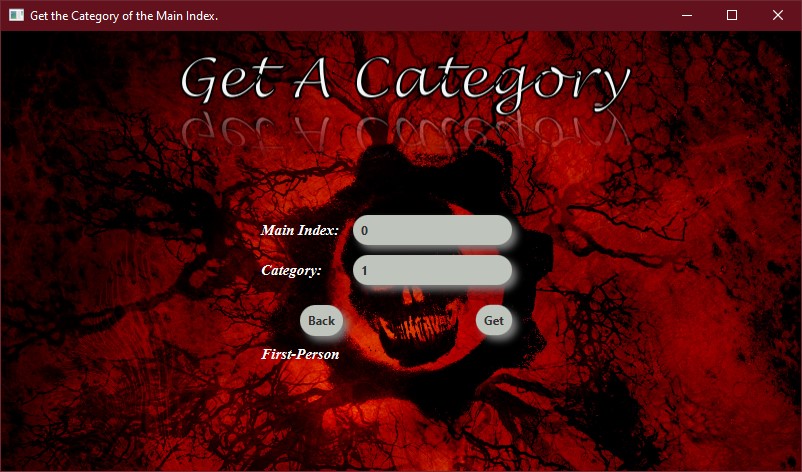 Get the Category of the Main Index.
Get A Category
Main Index: 0
Category: 1
Back Get
First-Person